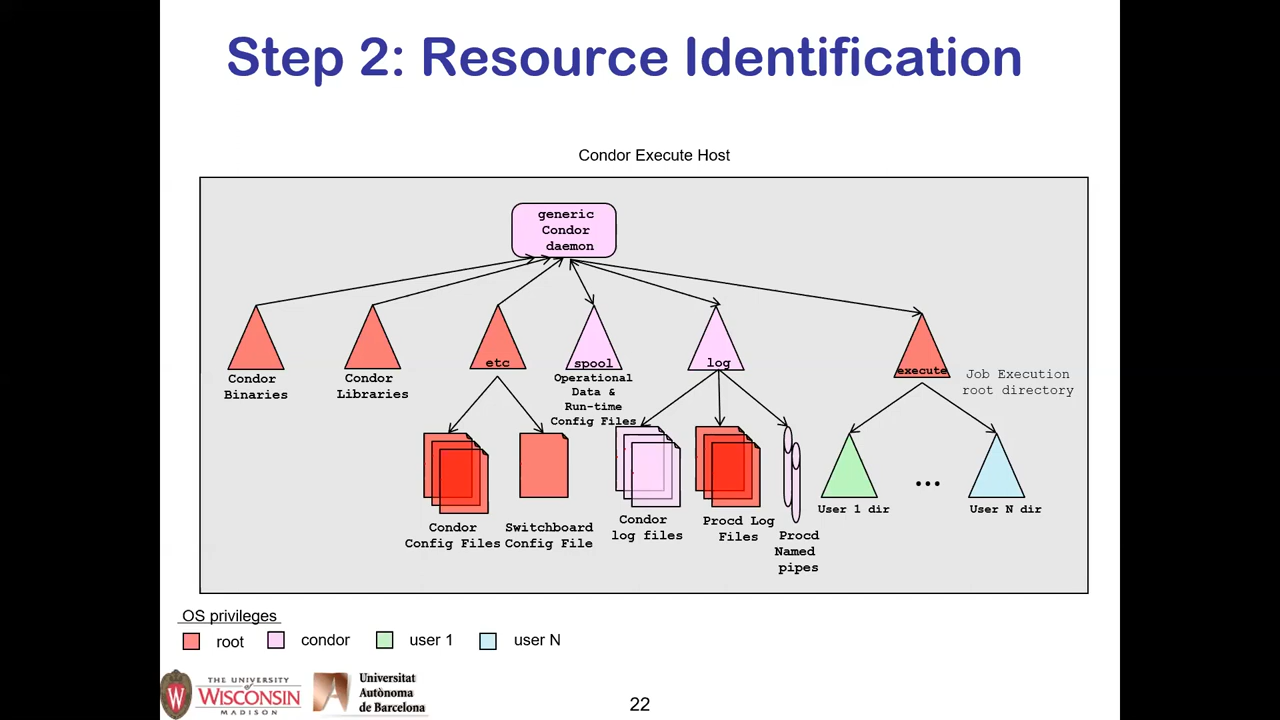 Step 2: Resource Identification
Condor Execute Host
generic
Condor
daemon
etc
spool
log
execute
Condor
Binaries
Condor
Libraries
Operational
Data &
Run-time
Config Files
Job Execution
root directory
Condor
Config Files
Switchboard
Config File
Condor
log files
Procd Log
Files
Procd
Named
pipes
User 1 dir
...
User N dir
OS privileges
root
condor
user 1
user N
THE UNIVERSITY
of
WISCONSIN
MADISON
Universitat
Autònoma
de Barcelona
22